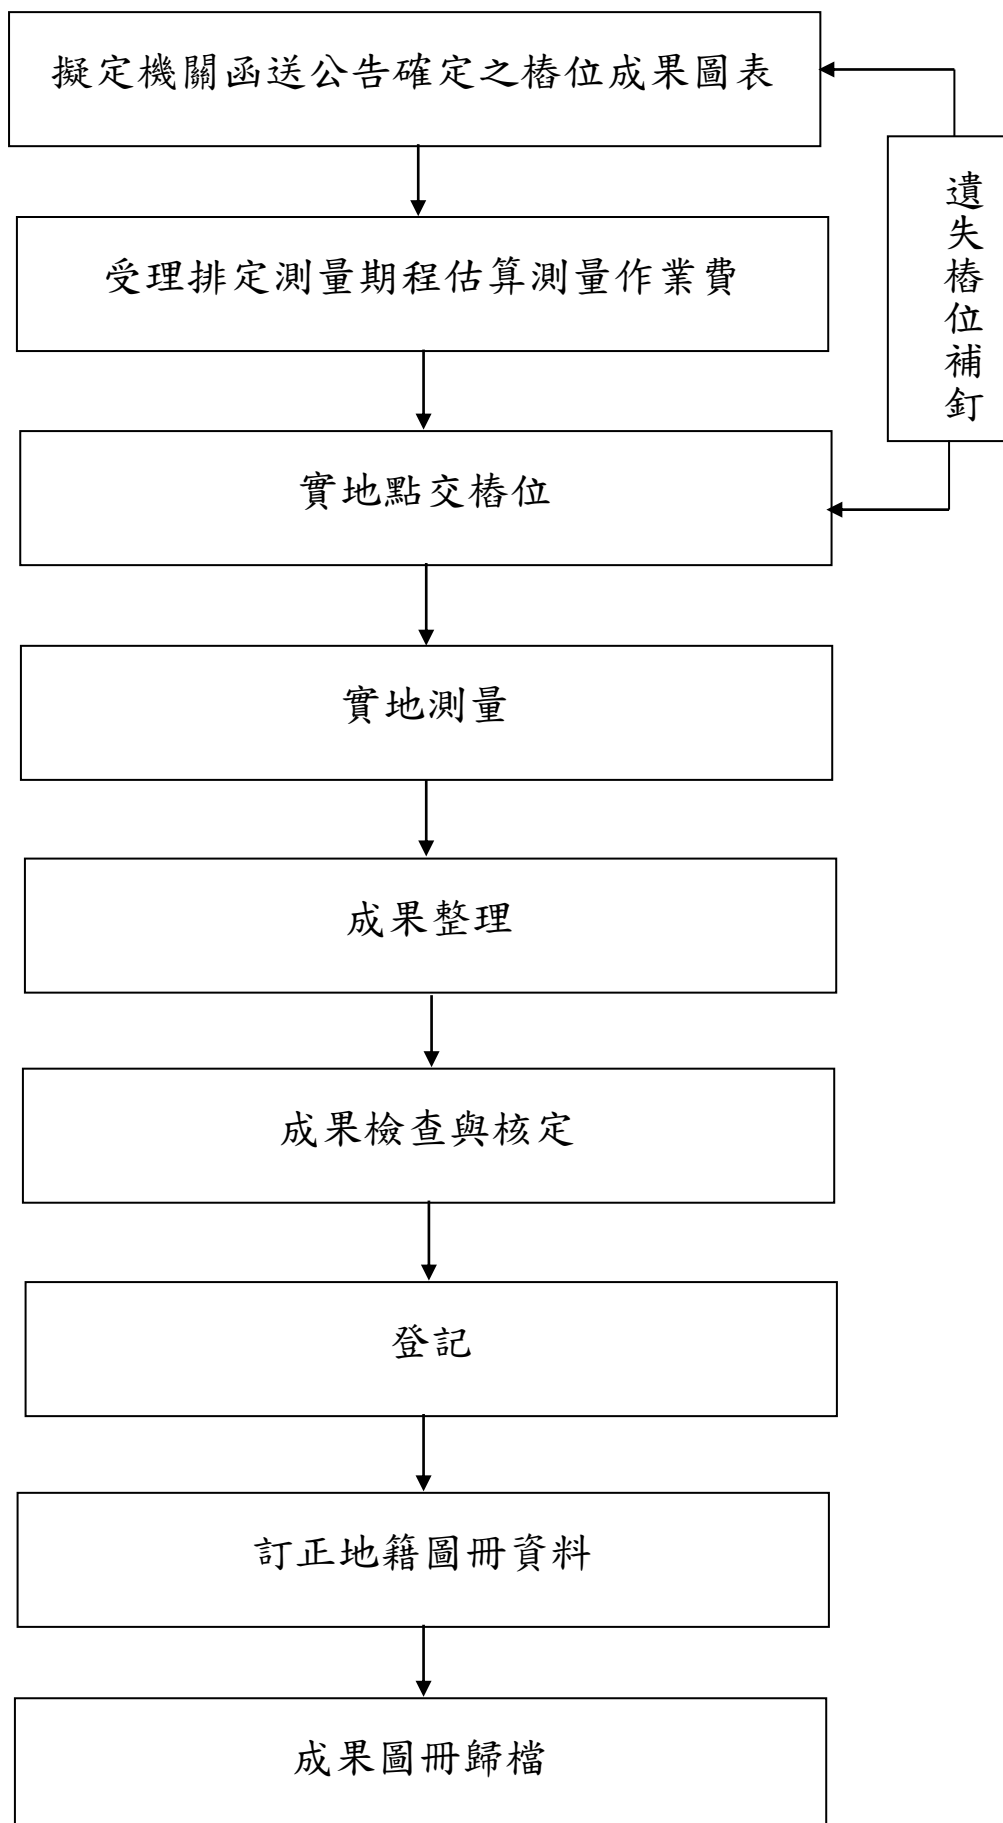 擬定機關函送公告確定之樁位成果圖表
受理排定測量期程估算測量作業費
遺失樁位補釘
實地點交樁位
實地測量
成果整理
成果檢查與核定
登記
訂正地籍圖冊資料
成果圖冊歸檔